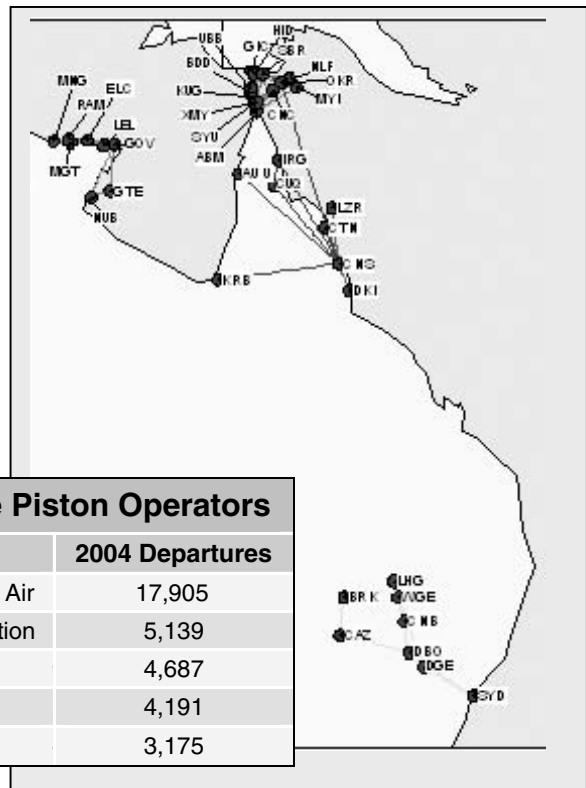 HID
UBB
GIC
SBR
BDD
NLF
OKR
KUG
MYI
CNC
XMY
SYU
ABM
MNG
RAM
ELC
LEL
GOV
MGT
GTE
NUB
IRG
AUU
CUQ
LZR
CTN
CNS
KRB
DKI
e Piston Operators
2004 Departures
Air 17,905
tion 5,139
4,687
4,191
3,175
LHG
BRK
WGE
CNB
CAZ
DBO
DGE
SYD